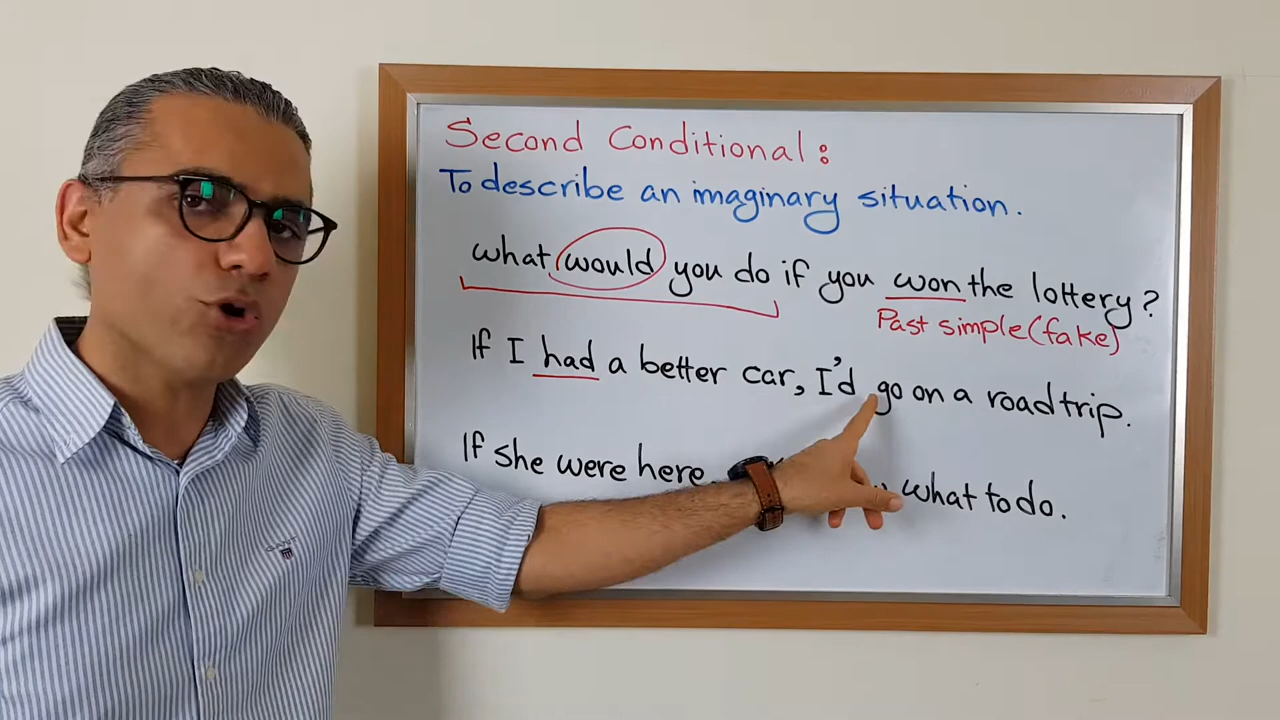 Second Conditional:
To describe an imaginary situation.
what would you do if you won the lottery?
Past simple (fake)
If I had a better car, I'd go on a road trip.
If she were here, what to do.
GANT